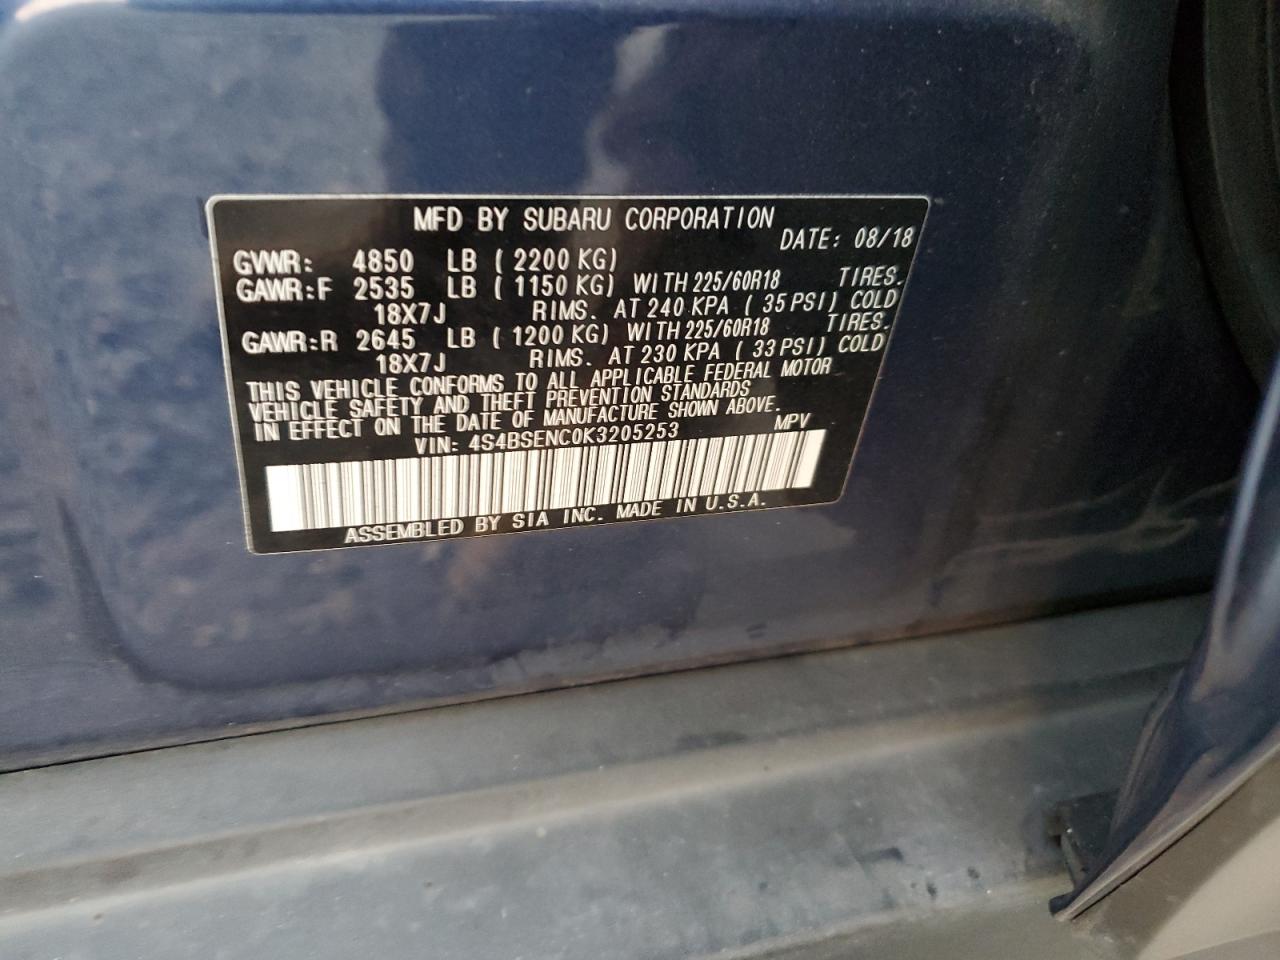 MFD BY SUBARU CORPORATION
DATE: 08/18
GVWR: 4850 LB ( 2200 KG)
GAWR:F 2535 LB ( 1150 KG) WITH 225/60R18 TIRES.
18X7J RIMS. AT 240 KPA ( 35 PSI) COLD
GAWR:R 2645 LB ( 1200 KG) WITH 225/60R18 TIRES.
18X7J RIMS. AT 230 KPA ( 33 PSI) COLD
THIS VEHICLE CONFORMS TO ALL APPLICABLE FEDERAL MOTOR
VEHICLE SAFETY AND THEFT PREVENTION STANDARDS
IN EFFECT ON THE DATE OF MANUFACTURE SHOWN ABOVE.
VIN: 4S4BSENC0K3205253 MPV
ASSEMBLED BY SIA INC. MADE IN U.S.A.